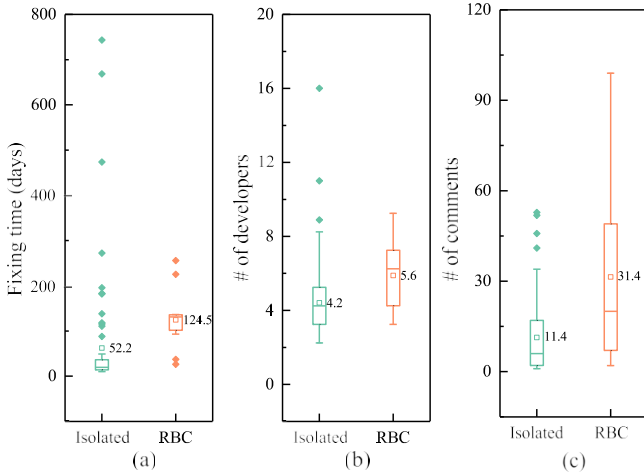 800
600
400
200
0
Fixing time (days)
52.2
124.5
Isolated
RBC
(a)
20
16
12
8
4
0
# of developers
4.2
5.6
Isolated
RBC
(b)
120
90
60
30
0
# of comments
11.4
31.4
Isolated
RBC
(c)